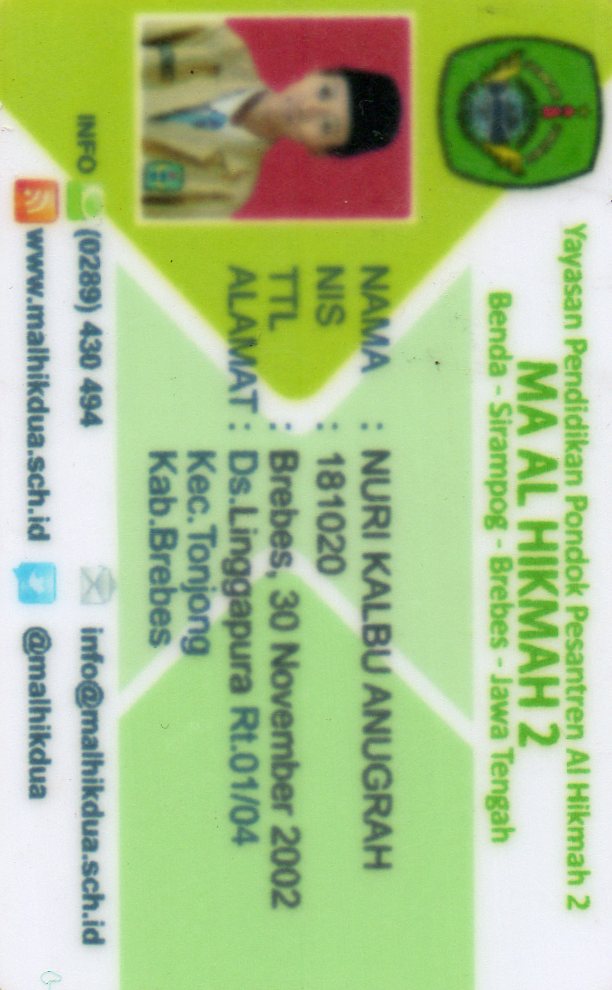 Yayasan Pendidikan Pondok Pesantren Al Hikmah 2
MA AL HIKMAH 2
Benda - Sirampog - Brebes - Jawa Tengah
NAMA : NURI KALBU ANUGRAH
NIS : 181020
TTL : Brebes, 30 November 2002
ALAMAT : Ds.Linggapura Rt.01/04
Kec.Tonjong
Kab.Brebes
INFO (0289) 430 494 info@malhikdua.sch.id
www.malhikdua.sch.id @malhikdua